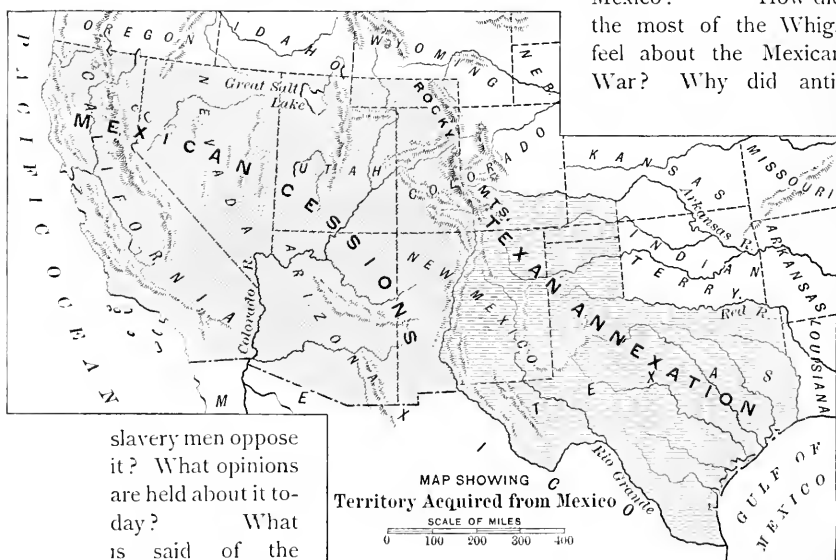 Mexico? How did
the most of the Whig
feel about the Mexican
War? Why did anti
OREGON
IDAHO
WYOMING
NEB
PACIFIC OCEAN
CALIFORNIA
NEVADA
Great Salt
Lake
UTAH
COLORADO
ROCKY
MTS.
KANSAS
MISSOURI
MEXICAN CESSIONS
ARIZONA
NEW MEXICO
Colorado R.
TEXAN ANNEXATION
Arkansas R.
INDIAN
TERRY.
ARKANSAS
Red R.
LOUISIANA
TEXAS
MEXICO
Rio Grande
GULF OF
MEXICO
MAP SHOWING
Territory Acquired from Mexico
SCALE OF MILES
0 100 200 300 400
slavery men oppose
it? What opinions
are held about it to-
day? What
is said of the